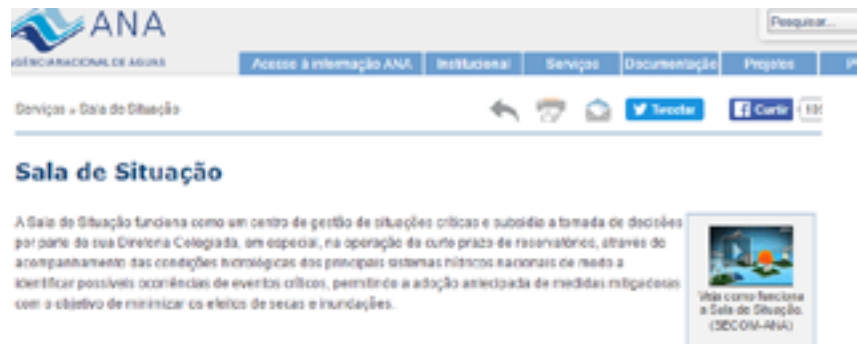 ANA
AGÊNCIA NACIONAL DE ÁGUAS
Pesquisar...
Acesso à informação ANA Institucional Serviços Documentação Projetos
Serviços » Sala de Situação
Tweetar Curtir
Sala de Situação
A Sala de Situação funciona como um centro de gestão de situações críticas e subsidia a tomada de decisões
por parte de sua Diretoria Colegiada, em especial, na operação de curto prazo de reservatórios, através do
acompanhamento das condições hidrológicas dos principais sistemas hídricos nacionais de modo a
identificar possíveis ocorrências de eventos críticos, permitindo a adoção antecipada de medidas mitigadoras
com o objetivo de minimizar os efeitos de secas e inundações.
Veja como funciona
a Sala de Situação.
(SECOM-ANA)